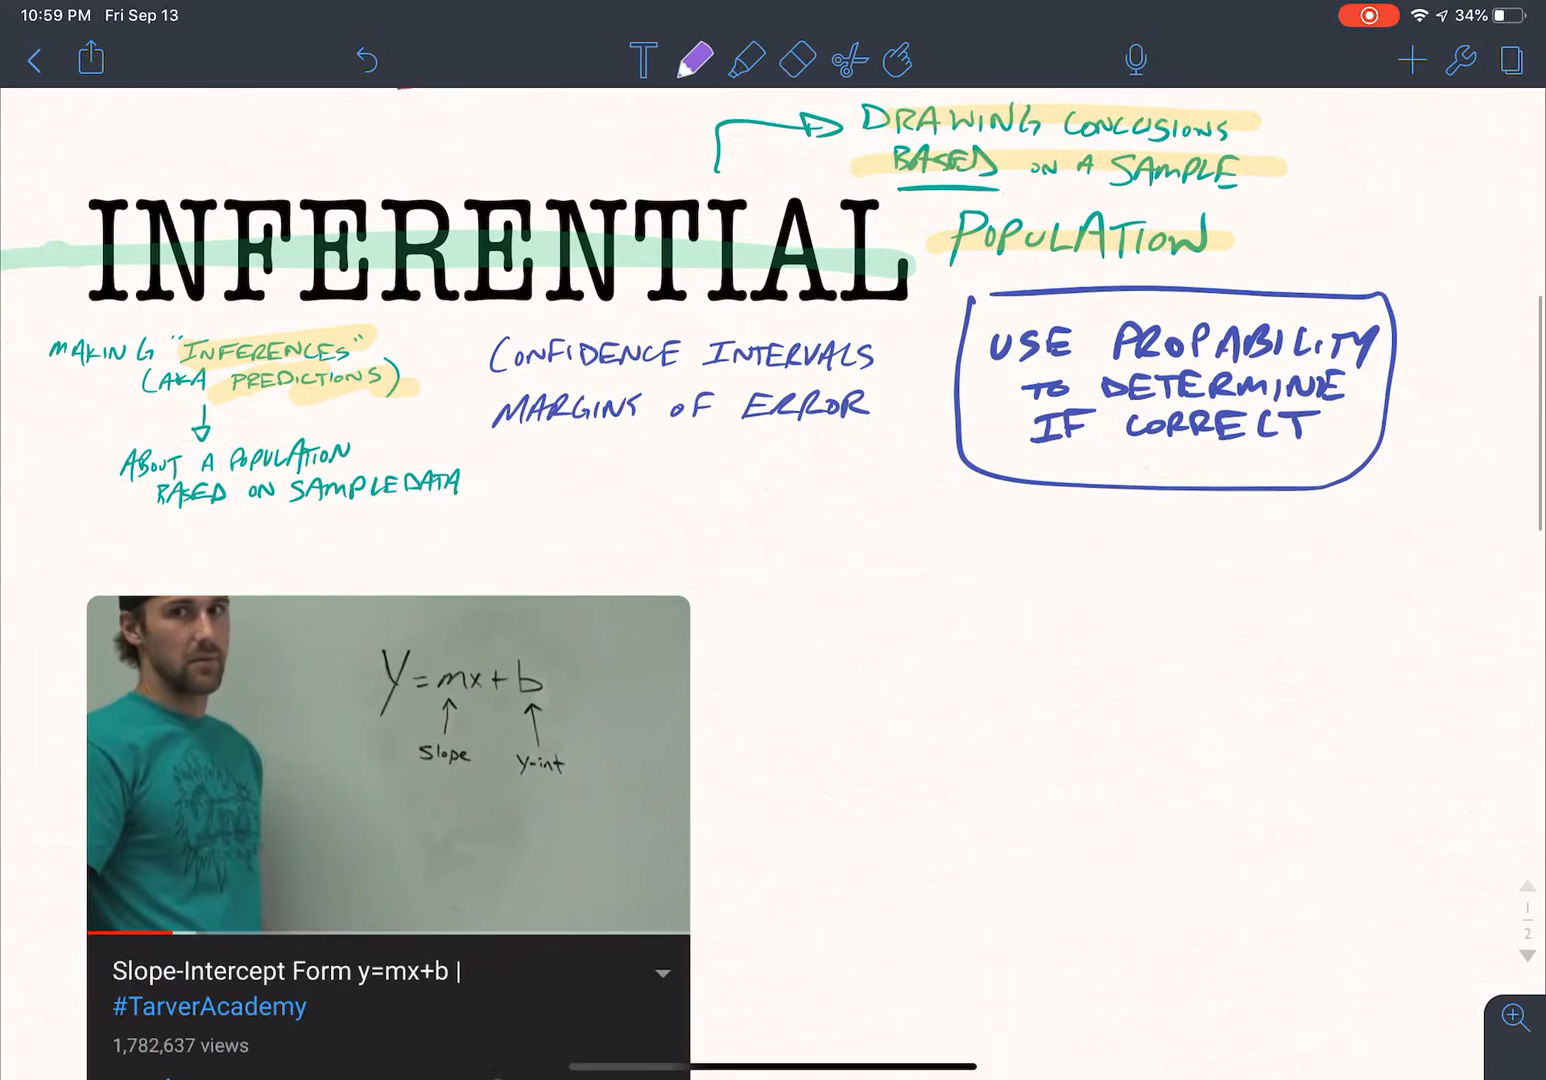 10:59 PM Fri Sep 13
34%
DRAWING CONCLUSIONS
BASED ON A SAMPLE
INFERENTIAL
POPULATION
MAKING "INFERENCES"
(AKA PREDICTIONS)
ABOUT A POPULATION
BASED ON SAMPLE DATA
CONFIDENCE INTERVALS
MARGINS OF ERROR
USE PROPABILITY
TO DETERMINE
IF CORRECT
y=mx+b
Slope y-int
Slope-Intercept Form y=mx+b |
#TarverAcademy
1,782,637 views
1
2